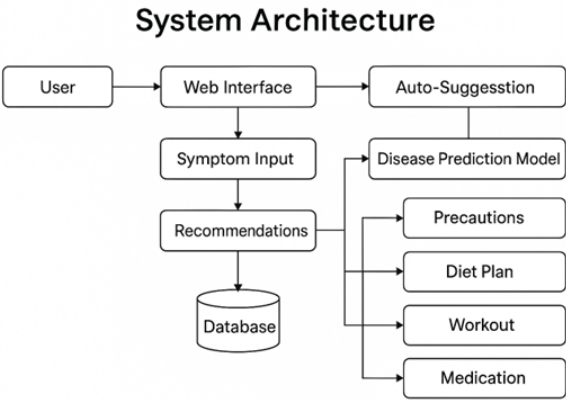 System Architecture
User
Web Interface
Auto-Suggesstion
Symptom Input
Disease Prediction Model
Recommendations
Precautions
Diet Plan
Database
Workout
Medication